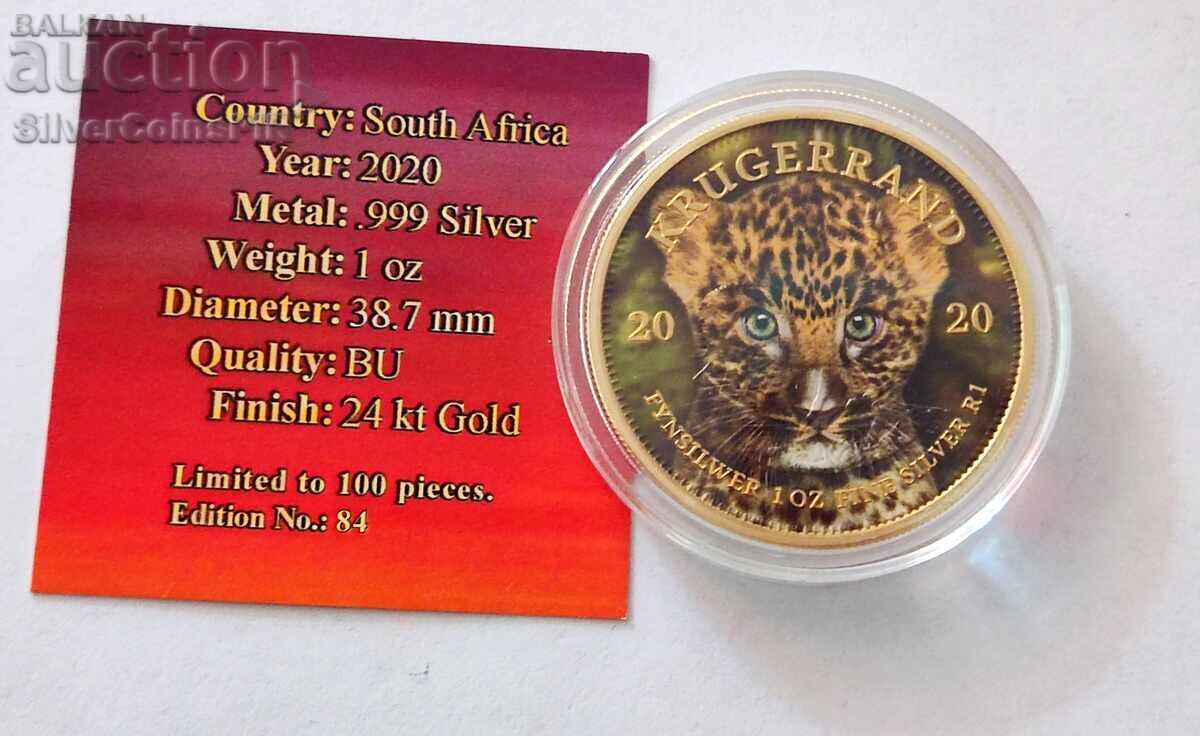 BALKAN
auction
Country: South Africa
Year: 2020
Metal: .999 Silver
Weight: 1 oz
Diameter: 38.7 mm
Quality: BU
Finish: 24 kt Gold
Limited to 100 pieces.
Edition No.: 84
KRUGERRAND
20 20
FYNSILWER 1 OZ FINE SILVER R1